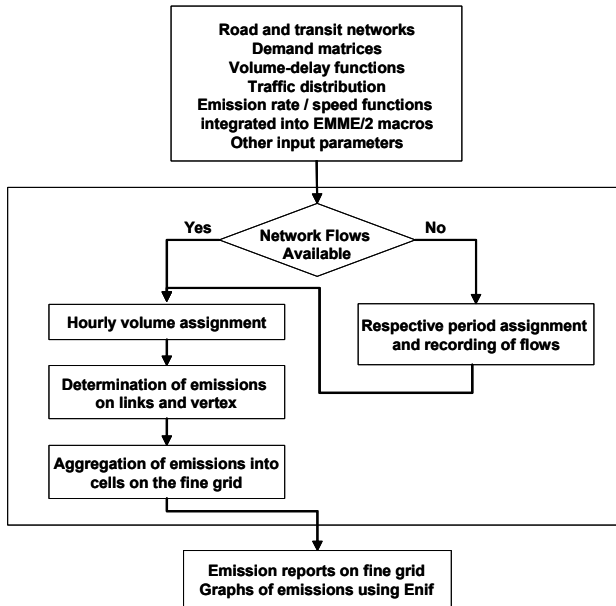 Road and transit networks
Demand matrices
Volume-delay functions
Traffic distribution
Emission rate / speed functions
integrated into EMME/2 macros
Other input parameters
Yes
No
Network Flows
Available
Hourly volume assignment
Respective period assignment
and recording of flows
Determination of emissions
on links and vertex
Aggregation of emissions into
cells on the fine grid
Emission reports on fine grid
Graphs of emissions using Enif